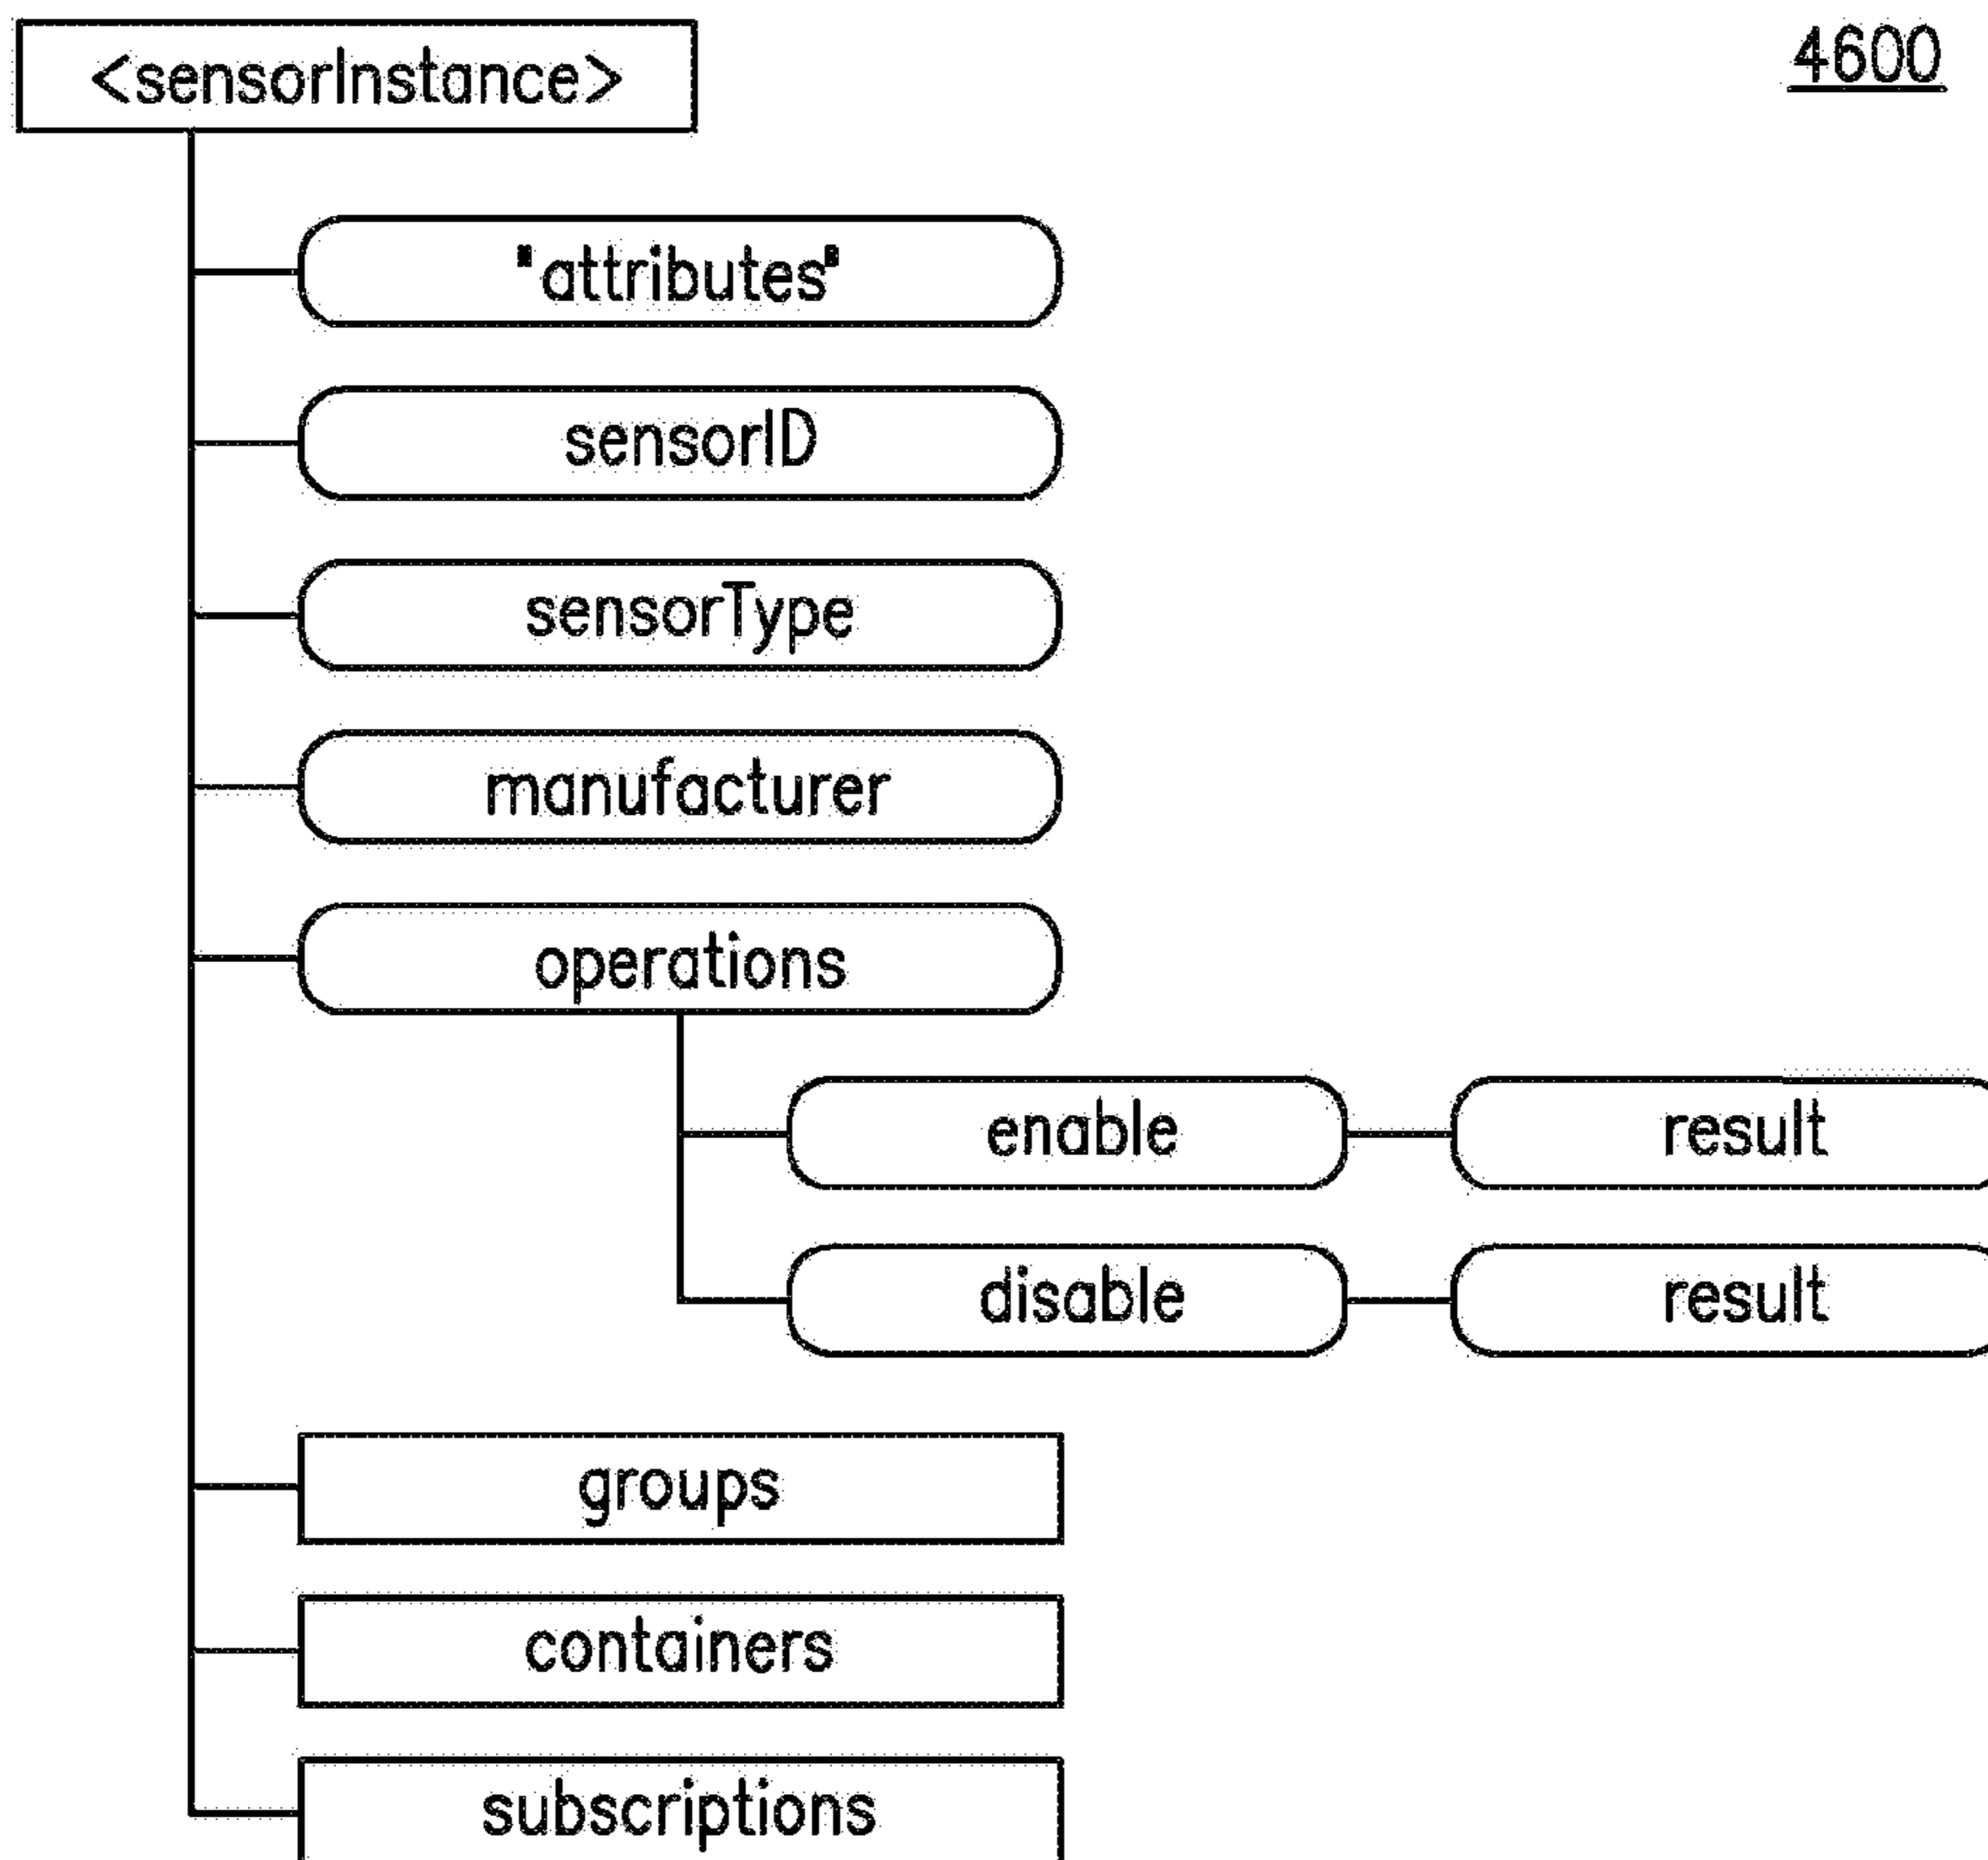 <sensorInstance>
4600
"attributes"
sensorID
sensorType
manufacturer
operations
enable
result
disable
result
groups
containers
subscriptions